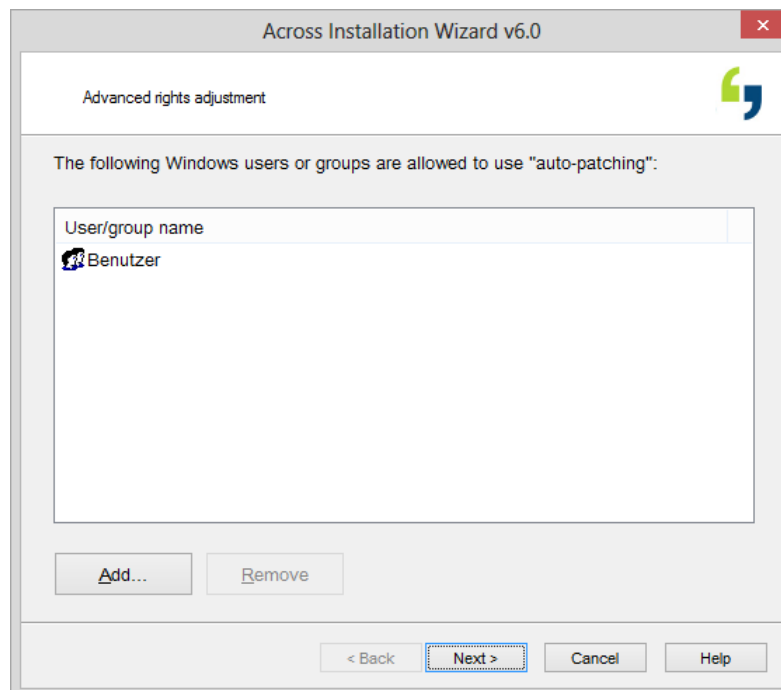 Across Installation Wizard v6.0
Advanced rights adjustment
The following Windows users or groups are allowed to use "auto-patching":
User/group name
Benutzer
Add...
Remove
< Back
Next >
Cancel
Help